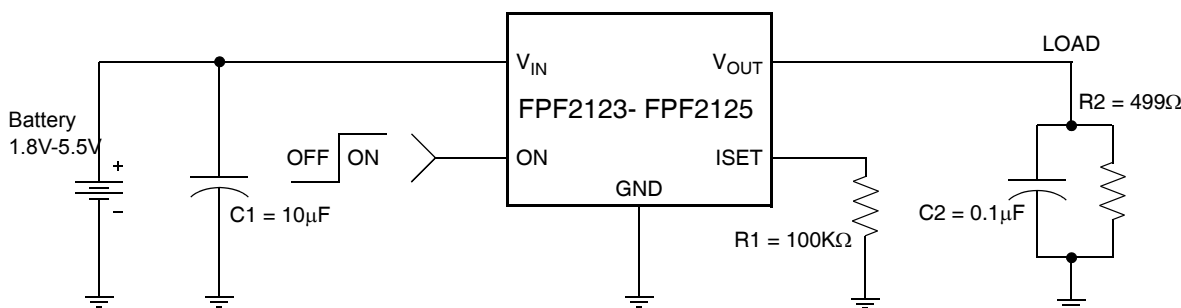 LOAD
V_IN
V_OUT
FPF2123- FPF2125
R2 = 499Ω
Battery
1.8V-5.5V
+
−
OFF
ON
ON
ISET
GND
C1 = 10μF
R1 = 100KΩ
C2 = 0.1μF